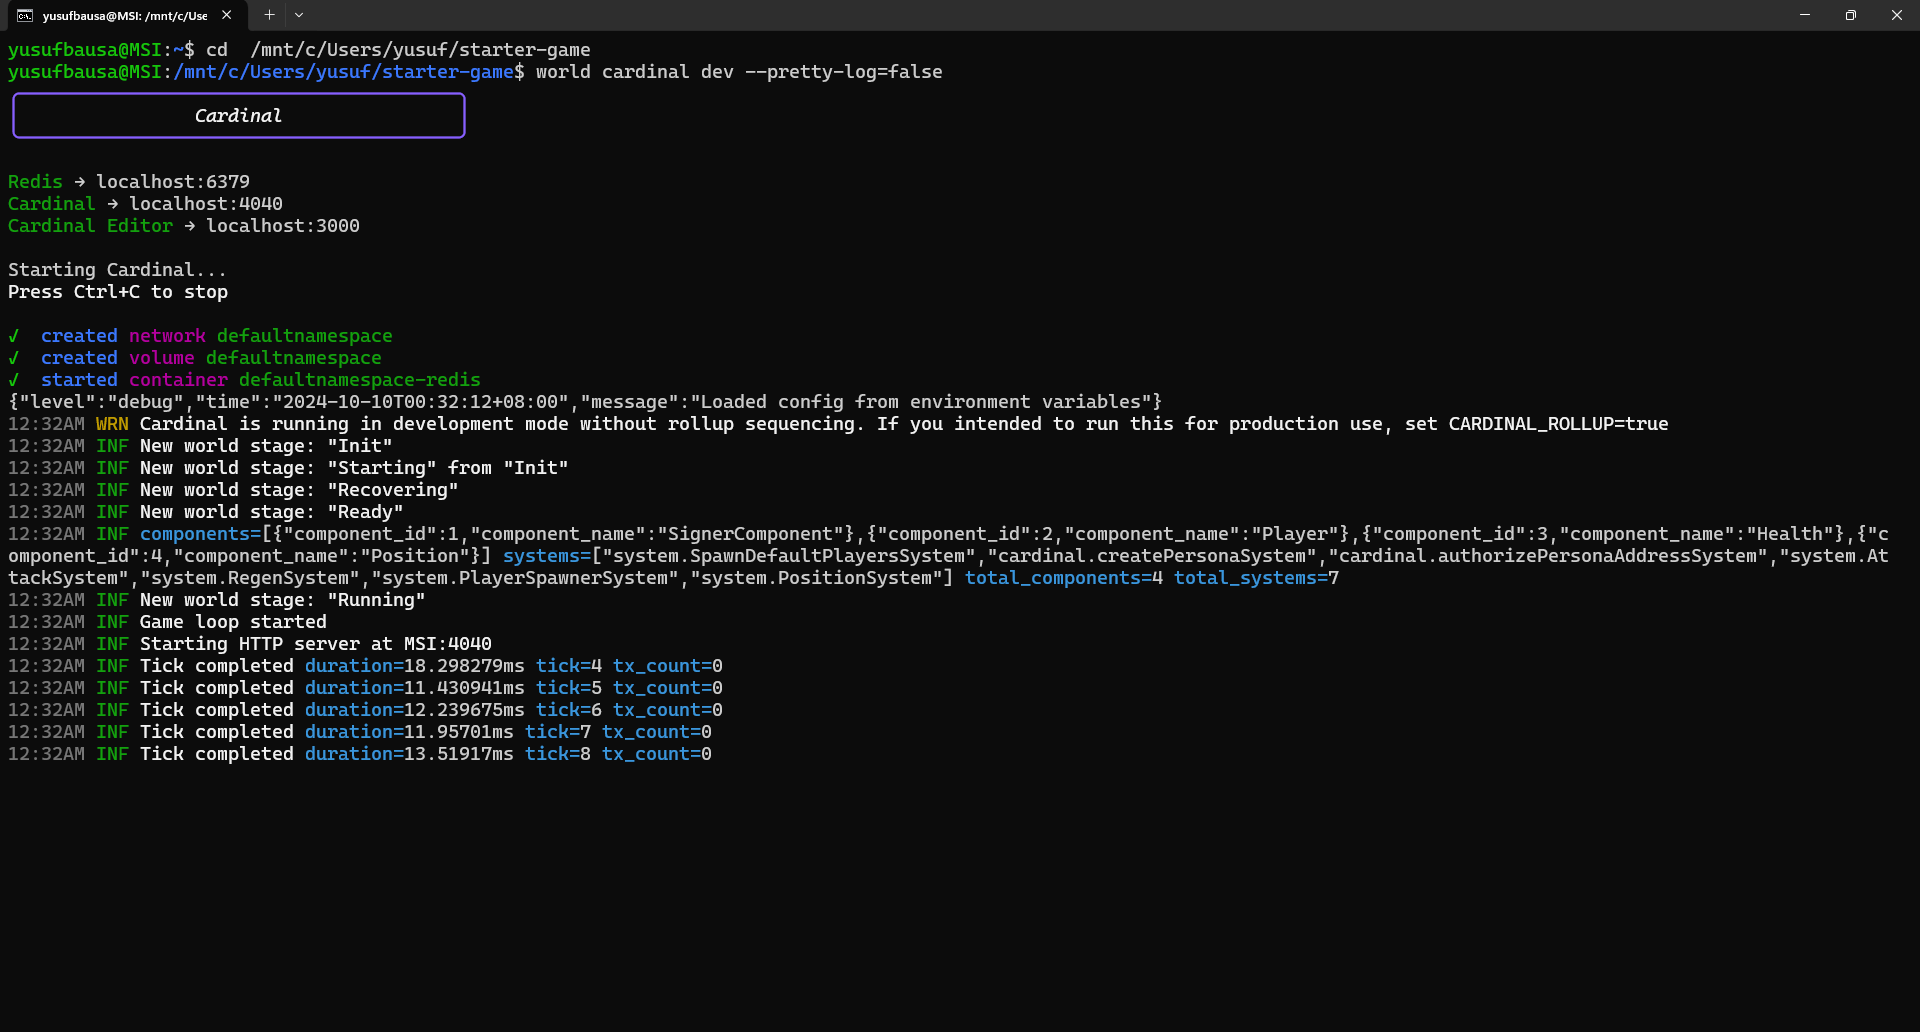 yusufbausa@MSI: /mnt/c/Use
yusufbausa@MSI:~$ cd  /mnt/c/Users/yusuf/starter-game
yusufbausa@MSI:/mnt/c/Users/yusuf/starter-game$ world cardinal dev --pretty-log=false
Cardinal
Redis → localhost:6379
Cardinal → localhost:4040
Cardinal Editor → localhost:3000
Starting Cardinal...
Press Ctrl+C to stop
✓  created network defaultnamespace
✓  created volume defaultnamespace
✓  started container defaultnamespace-redis
{"level":"debug","time":"2024-10-10T00:32:12+08:00","message":"Loaded config from environment variables"}
12:32AM WRN Cardinal is running in development mode without rollup sequencing. If you intended to run this for production use, set CARDINAL_ROLLUP=true
12:32AM INF New world stage: "Init"
12:32AM INF New world stage: "Starting" from "Init"
12:32AM INF New world stage: "Recovering"
12:32AM INF New world stage: "Ready"
12:32AM INF components=[{"component_id":1,"component_name":"SignerComponent"},{"component_id":2,"component_name":"Player"},{"component_id":3,"component_name":"Health"},{"c
omponent_id":4,"component_name":"Position"}] systems=["system.SpawnDefaultPlayersSystem","cardinal.createPersonaSystem","cardinal.authorizePersonaAddressSystem","system.At
tackSystem","system.RegenSystem","system.PlayerSpawnerSystem","system.PositionSystem"] total_components=4 total_systems=7
12:32AM INF New world stage: "Running"
12:32AM INF Game loop started
12:32AM INF Starting HTTP server at MSI:4040
12:32AM INF Tick completed duration=18.298279ms tick=4 tx_count=0
12:32AM INF Tick completed duration=11.430941ms tick=5 tx_count=0
12:32AM INF Tick completed duration=12.239675ms tick=6 tx_count=0
12:32AM INF Tick completed duration=11.95701ms tick=7 tx_count=0
12:32AM INF Tick completed duration=13.51917ms tick=8 tx_count=0